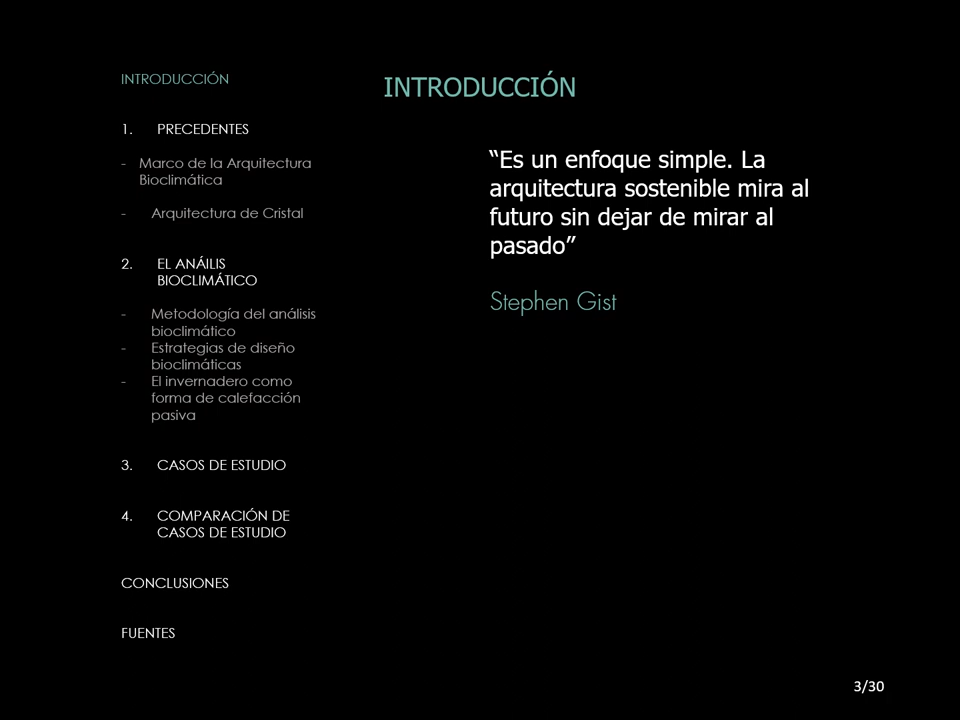 INTRODUCCIÓN
1. PRECEDENTES
- Marco de la Arquitectura
Bioclimática
- Arquitectura de Cristal
2. EL ANÁILIS
BIOCLIMÁTICO
- Metodología del análisis
bioclimático
- Estrategias de diseño
bioclimáticas
- El invernadero como
forma de calefacción
pasiva
3. CASOS DE ESTUDIO
4. COMPARACIÓN DE
CASOS DE ESTUDIO
CONCLUSIONES
FUENTES
INTRODUCCIÓN
“Es un enfoque simple. La
arquitectura sostenible mira al
futuro sin dejar de mirar al
pasado”
Stephen Gist
3/30